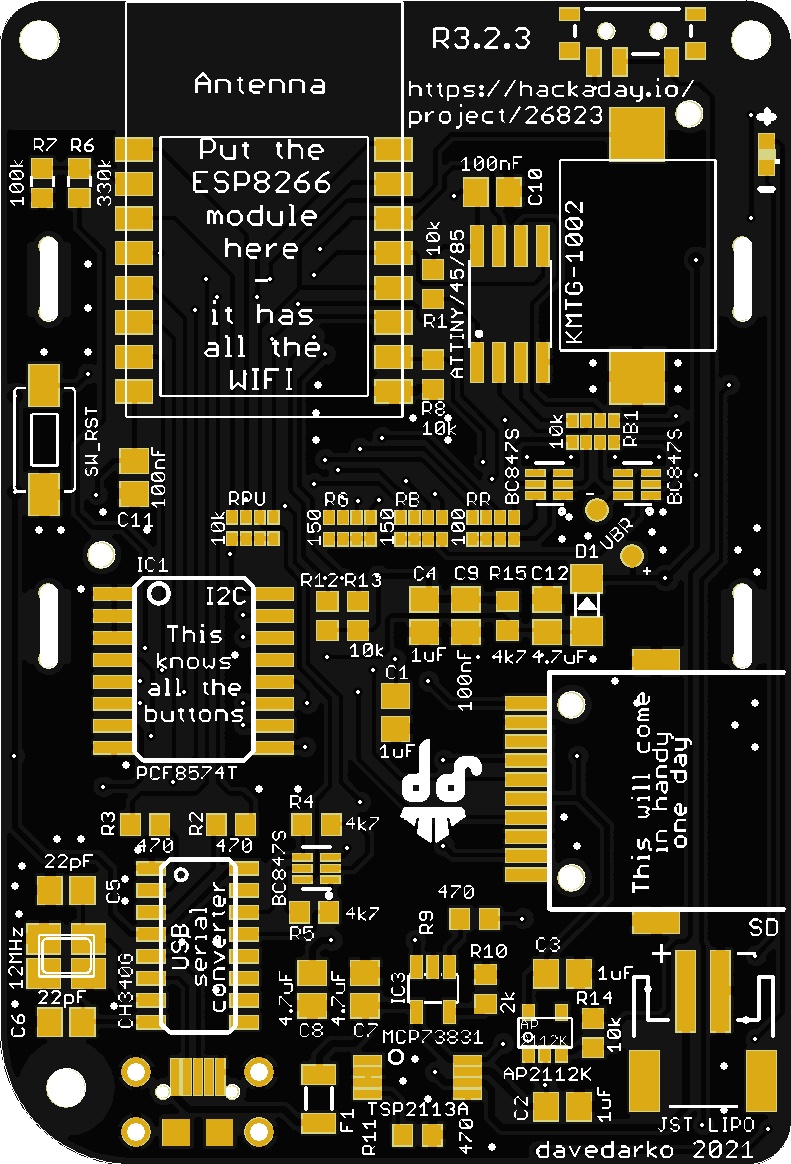 R3.2.3
Antenna
https://hackaday.io/
project/26823
R7 R6
100k
330k
Put the
ESP8266
module
here
-
it has
all the
WIFI
100nF
C10
10k
R1
ATTINY/45/85
KMTG-1002
R8
10k
SW_RST
100nF
C11
10k
RB1
BC847S
BC847S
RPU
RG
RB
RR
10k
150
150
100
VBR
+
-
D1
IC1
I2C
This
knows
all the
buttons
PCF8574T
R12
R13
10k
C4
C9
R15
C12
1uF
100nF
4k7
4.7uF
C1
1uF
This will come
in handy
one day
SD
R3
470
R2
470
R4
4k7
BC847S
R5
4k7
22pF
C5
12MHz
22pF
C6
USB
serial
converter
CH340G
470
R9
4.7uF
C8
4.7uF
C7
IC3
MCP73831
R10
2k
C3
1uF
R14
10k
AP
2112K
AP2112K
C2
1uF
F1
TSP2113A
R11
470
+
-
JST LIPO
davedarko 2021